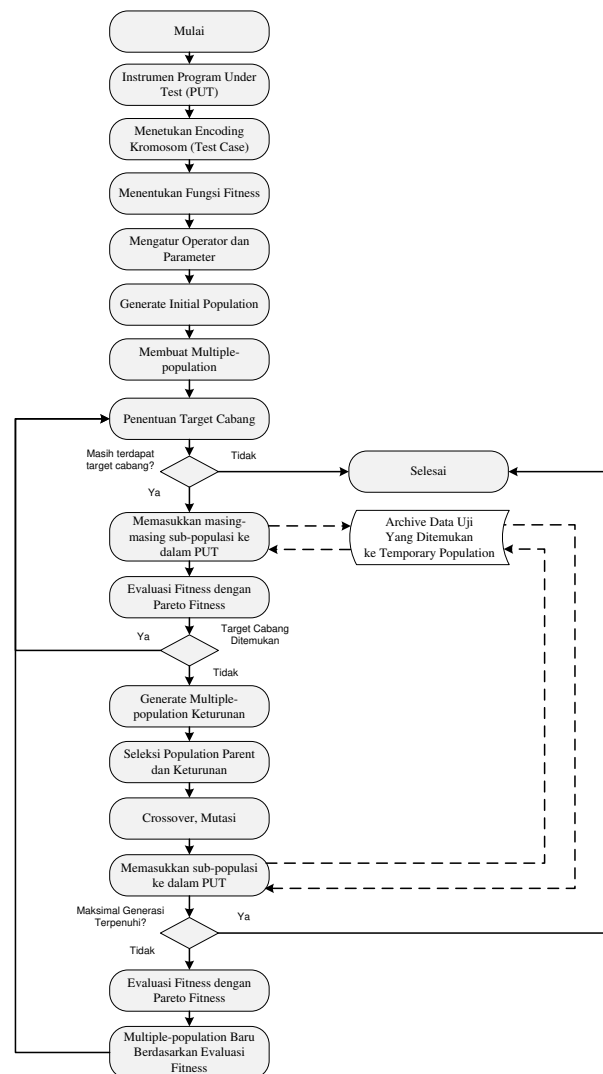 Mulai
Instrumen Program Under
Test (PUT)
Menetukan Encoding
Kromosom (Test Case)
Menentukan Fungsi Fitness
Mengatur Operator dan
Parameter
Generate Initial Population
Membuat Multiple-
population
Penentuan Target Cabang
Masih terdapat
target cabang?
Tidak
Selesai
Ya
Memasukkan masing-
masing sub-populasi ke
dalam PUT
Archive Data Uji
Yang Ditemukan
ke Temporary Population
Evaluasi Fitness dengan
Pareto Fitness
Ya
Target Cabang
Ditemukan
Tidak
Generate Multiple-
population Keturunan
Seleksi Population Parent
dan Keturunan
Crossover, Mutasi
Memasukkan sub-populasi
ke dalam PUT
Maksimal Generasi
Terpenuhi?
Ya
Tidak
Evaluasi Fitness dengan
Pareto Fitness
Multiple-population Baru
Berdasarkan Evaluasi
Fitness